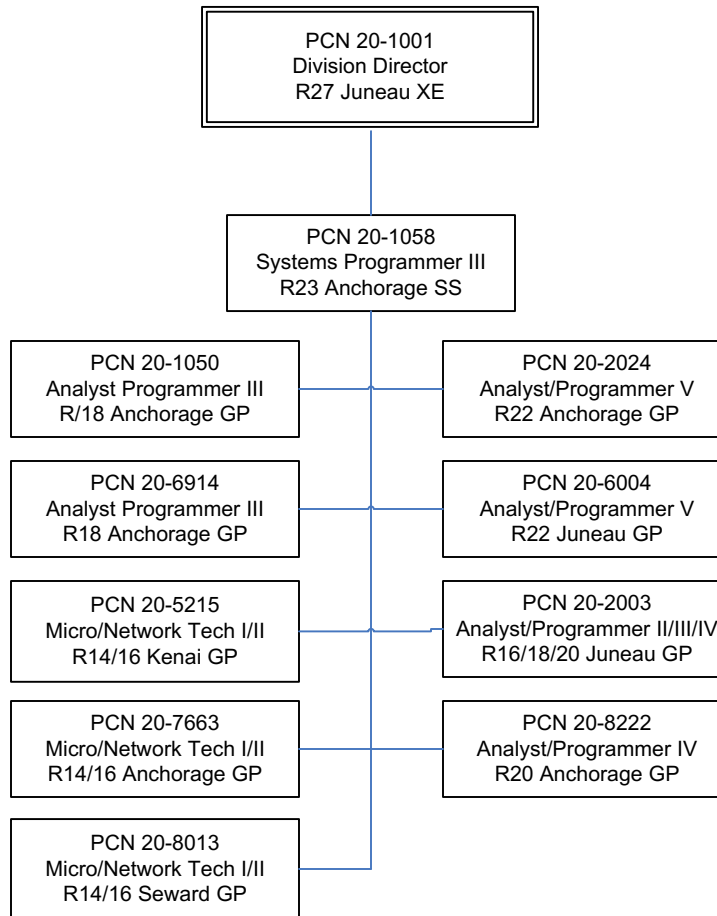 PCN 20-1001
Division Director
R27 Juneau XE
PCN 20-1058
Systems Programmer III
R23 Anchorage SS
PCN 20-1050
Analyst Programmer III
R/18 Anchorage GP
PCN 20-2024
Analyst/Programmer V
R22 Anchorage GP
PCN 20-6914
Analyst Programmer III
R18 Anchorage GP
PCN 20-6004
Analyst/Programmer V
R22 Juneau GP
PCN 20-5215
Micro/Network Tech I/II
R14/16 Kenai GP
PCN 20-2003
Analyst/Programmer II/III/IV
R16/18/20 Juneau GP
PCN 20-7663
Micro/Network Tech I/II
R14/16 Anchorage GP
PCN 20-8222
Analyst/Programmer IV
R20 Anchorage GP
PCN 20-8013
Micro/Network Tech I/II
R14/16 Seward GP